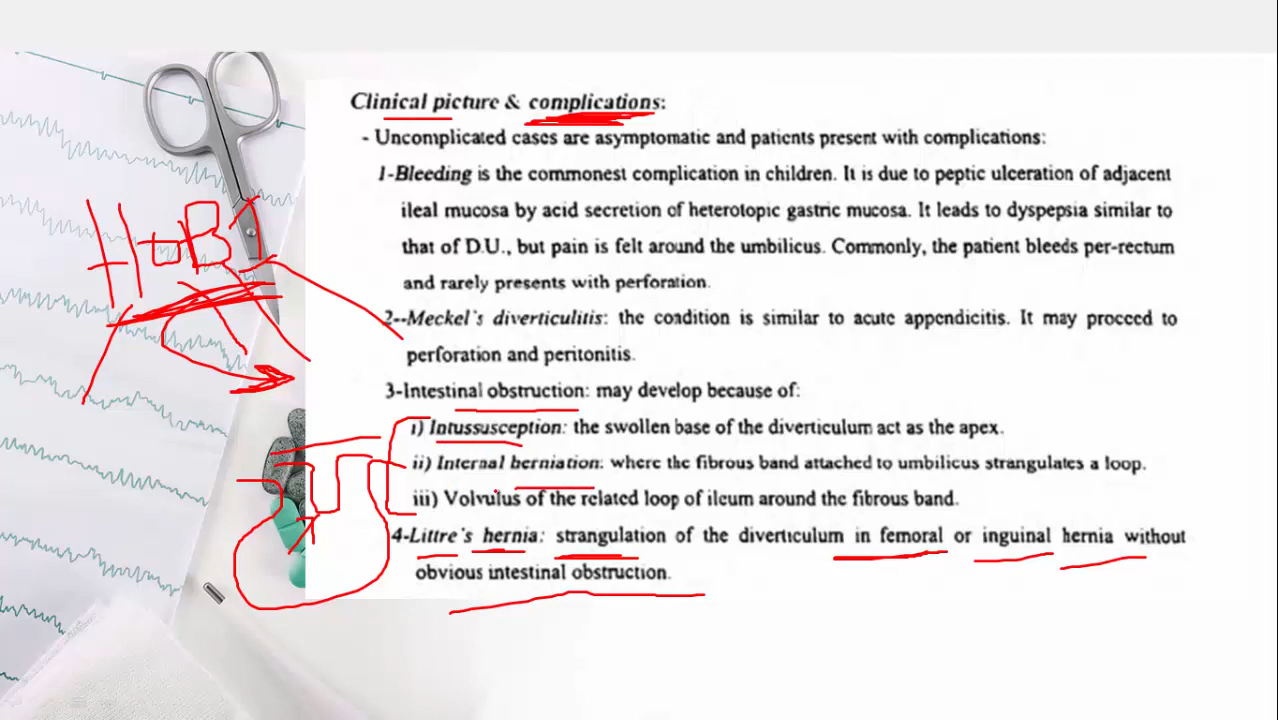 Clinical picture & complications:
- Uncomplicated cases are asymptomatic and patients present with complications:
1-Bleeding is the commonest complication in children. It is due to peptic ulceration of adjacent
ileal mucosa by acid secretion of heterotopic gastric mucosa. It leads to dyspepsia similar to
that of D.U., but pain is felt around the umbilicus. Commonly, the patient bleeds per-rectum
and rarely presents with perforation.
2--Meckel's diverticulitis: the condition is similar to acute appendicitis. It may proceed to
perforation and peritonitis.
3-Intestinal obstruction: may develop because of:
i) Intussusception: the swollen base of the diverticulum act as the apex.
ii) Internal herniation: where the fibrous band attached to umbilicus strangulates a loop.
iii) Volvulus of the related loop of ileum around the fibrous band.
4-Littre's hernia: strangulation of the diverticulum in femoral or inguinal hernia without
obvious intestinal obstruction.